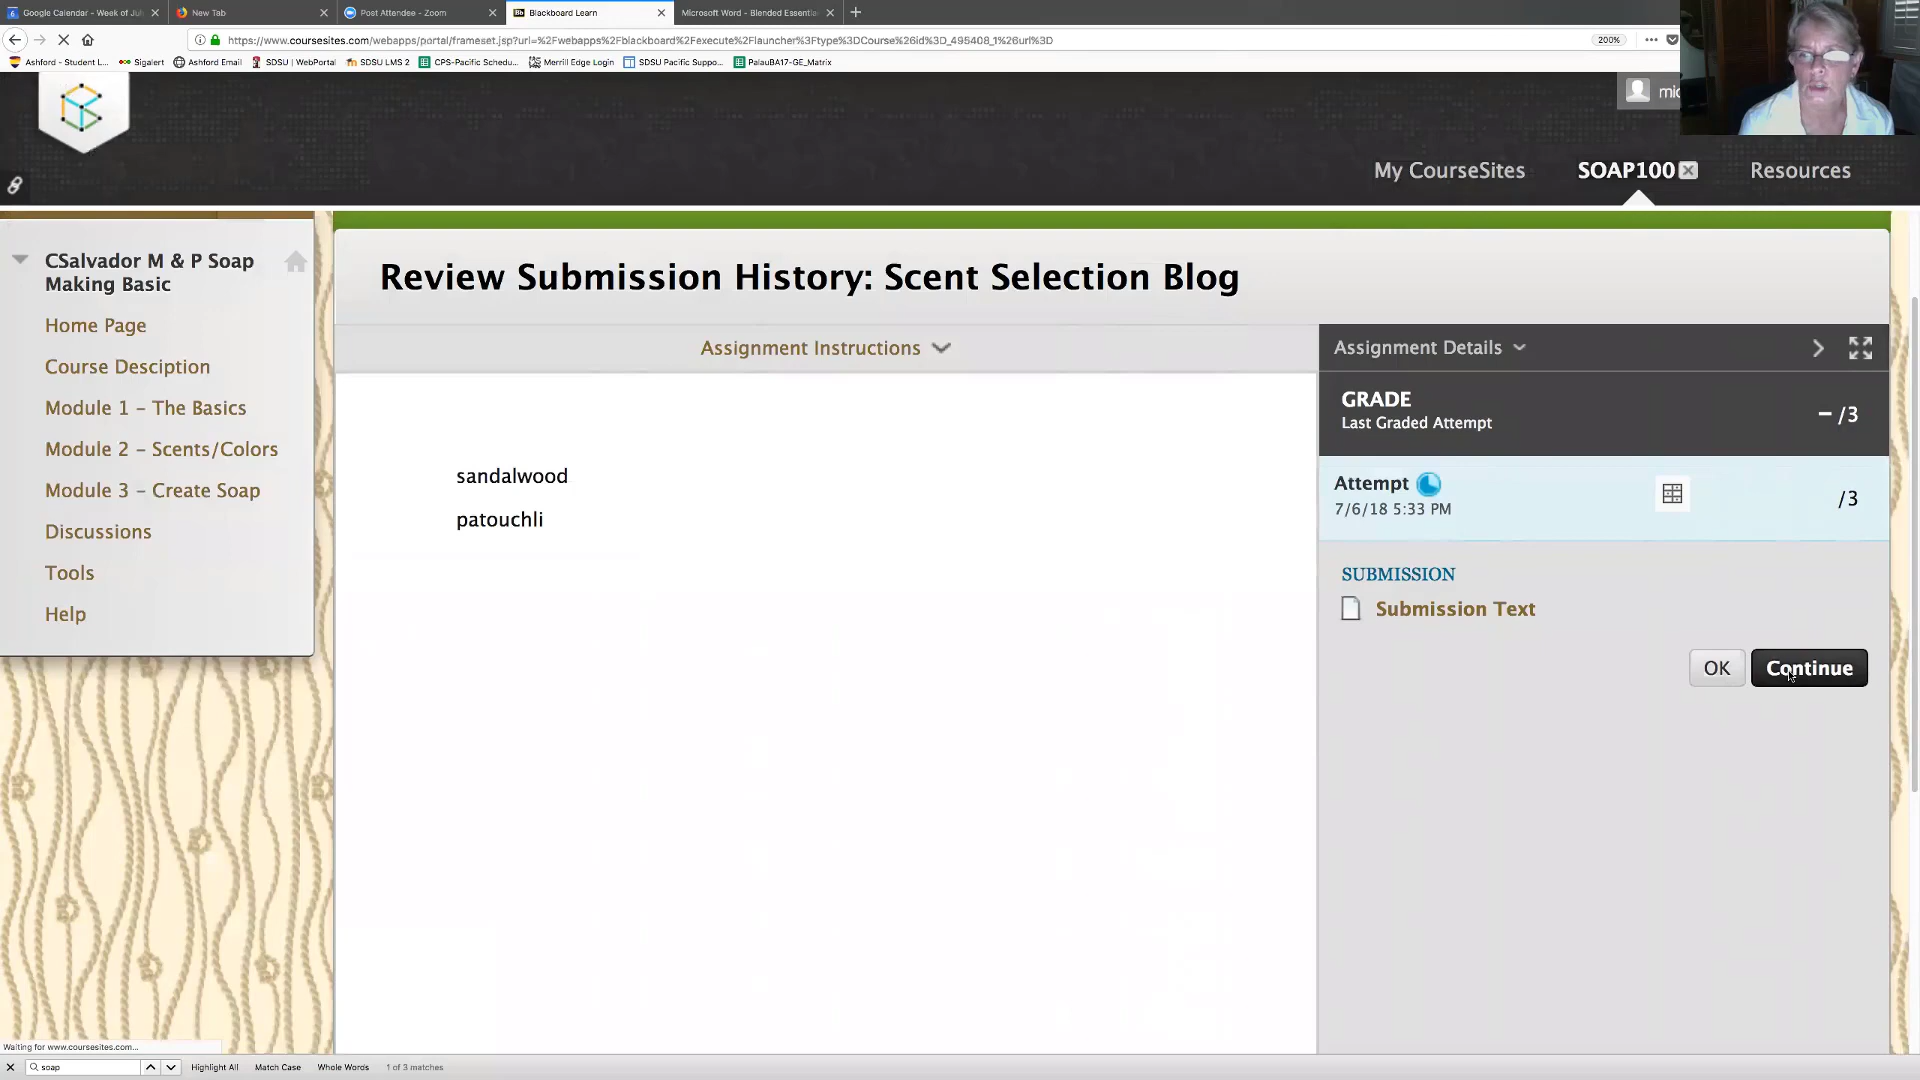 Google Calendar - Week of Jul
New Tab
Post Attendee - Zoom
Blackboard Learn
Microsoft Word - Blended Essentia
https://www.coursesites.com/webapps/portal/frameset.jsp?url=%2Fwebapps%2Fblackboard%2Fexecute%2Flauncher%3Ftype%3DCourse%26id%3D_495408_1%26url%3D
200%
Ashford - Student L...
Sigalert
Ashford Email
SDSU | WebPortal
SDSU LMS 2
CPS-Pacific Schedu...
Merrill Edge Login
SDSU Pacific Suppo...
PalauBA17-GE_Matrix
mic
My CourseSites
SOAP100
Resources
CSalvador M & P Soap
Making Basic
Home Page
Course Desciption
Module 1 - The Basics
Module 2 - Scents/Colors
Module 3 - Create Soap
Discussions
Tools
Help
Review Submission History: Scent Selection Blog
Assignment Instructions
sandalwood
patouchli
Assignment Details
GRADE
Last Graded Attempt
- /3
Attempt
7/6/18 5:33 PM
/3
SUBMISSION
Submission Text
OK
Continue
Waiting for www.coursesites.com...
soap
Highlight All
Match Case
Whole Words
1 of 3 matches